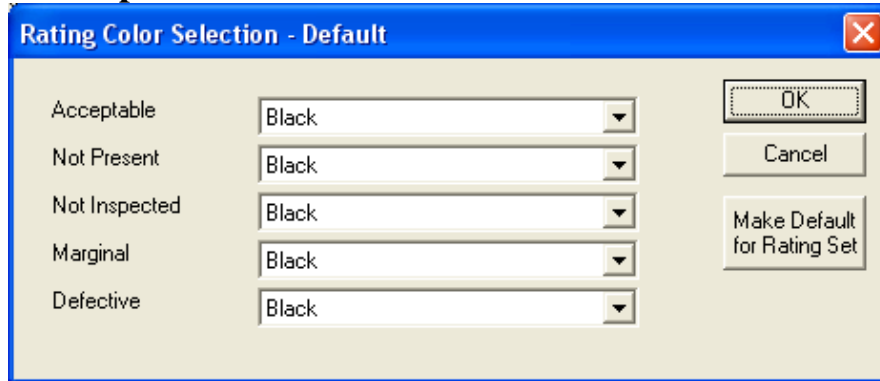 Rating Color Selection - Default
Acceptable Black OK
Not Present Black Cancel
Not Inspected Black Make Default
Marginal Black for Rating Set
Defective Black